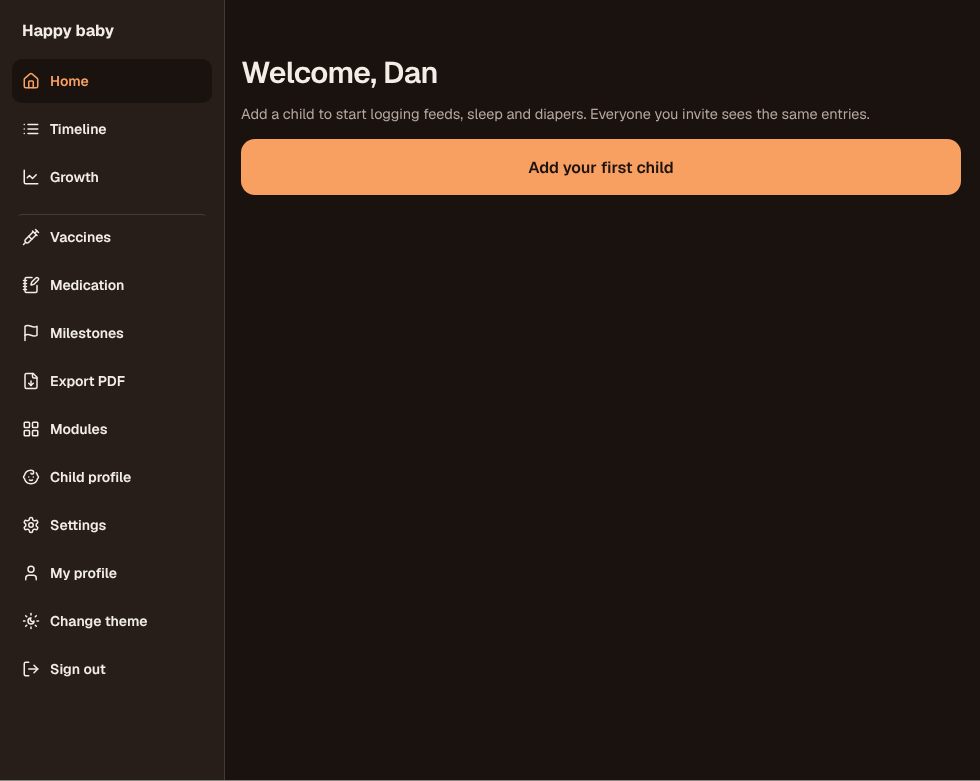 Happy baby
Home
Timeline
Growth
Vaccines
Medication
Milestones
Export PDF
Modules
Child profile
Settings
My profile
Change theme
Sign out
Welcome, Dan
Add a child to start logging feeds, sleep and diapers. Everyone you invite sees the same entries.
Add your first child